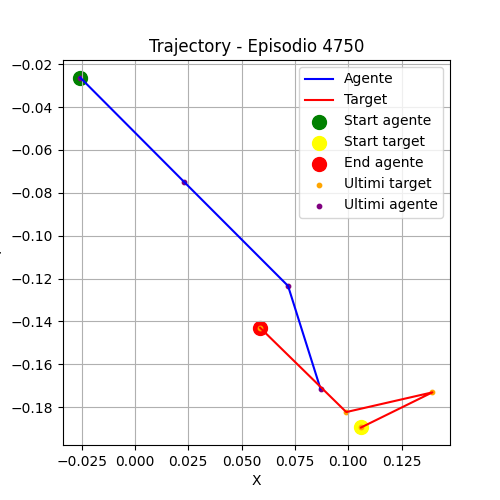 Trajectory - Episodio 4750
−0.02
−0.04
−0.06
−0.08
−0.10
−0.12
−0.14
−0.16
−0.18
Agente
Target
Start agente
Start target
End agente
Ultimi target
Ultimi agente
−0.025 0.000 0.025 0.050 0.075 0.100 0.125
X